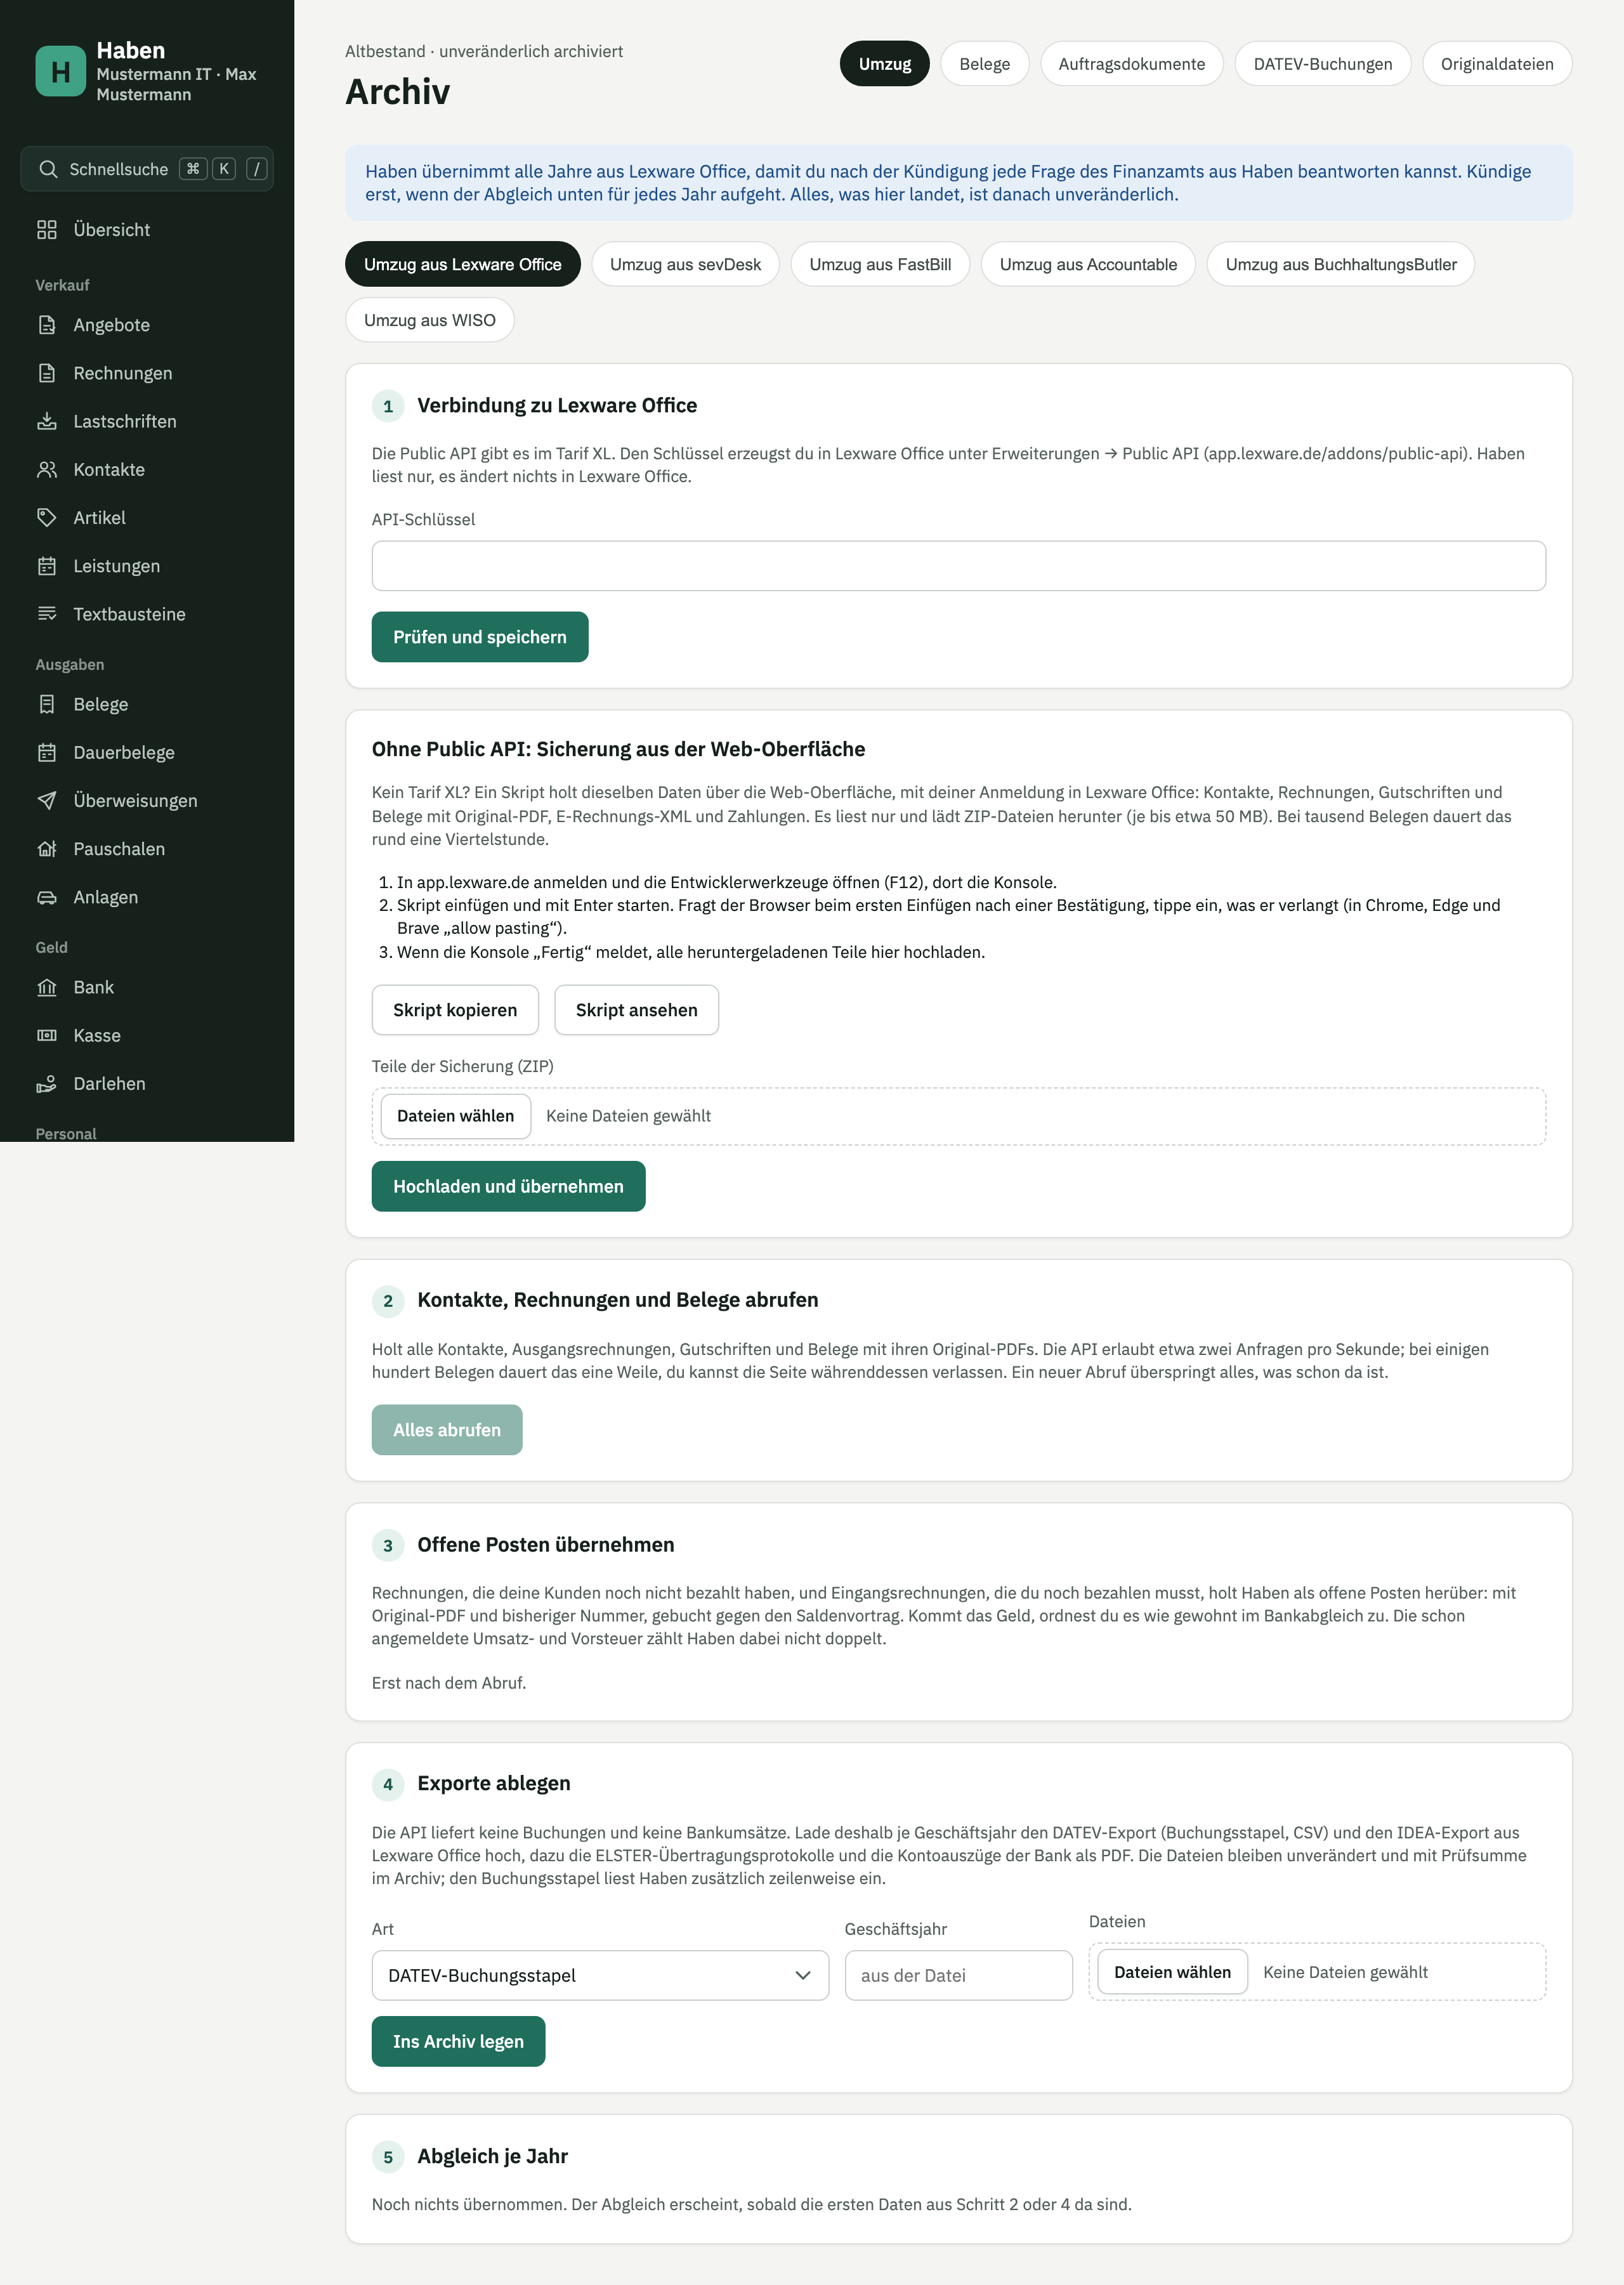 H
Haben
Mustermann IT · Max
Mustermann
Schnellsuche ⌘ K /
Übersicht
Verkauf
Angebote
Rechnungen
Lastschriften
Kontakte
Artikel
Leistungen
Textbausteine
Ausgaben
Belege
Dauerbelege
Überweisungen
Pauschalen
Anlagen
Geld
Bank
Kasse
Darlehen
Personal
Altbestand · unveränderlich archiviert
Archiv
Umzug
Belege
Auftragsdokumente
DATEV-Buchungen
Originaldateien
Haben übernimmt alle Jahre aus Lexware Office, damit du nach der Kündigung jede Frage des Finanzamts aus Haben beantworten kannst. Kündige
erst, wenn der Abgleich unten für jedes Jahr aufgeht. Alles, was hier landet, ist danach unveränderlich.
Umzug aus Lexware Office
Umzug aus sevDesk
Umzug aus FastBill
Umzug aus Accountable
Umzug aus BuchhaltungsButler
Umzug aus WISO
1 Verbindung zu Lexware Office
Die Public API gibt es im Tarif XL. Den Schlüssel erzeugst du in Lexware Office unter Erweiterungen → Public API (app.lexware.de/addons/public-api). Haben
liest nur, es ändert nichts in Lexware Office.
API-Schlüssel
Prüfen und speichern
Ohne Public API: Sicherung aus der Web-Oberfläche
Kein Tarif XL? Ein Skript holt dieselben Daten über die Web-Oberfläche, mit deiner Anmeldung in Lexware Office: Kontakte, Rechnungen, Gutschriften und
Belege mit Original-PDF, E-Rechnungs-XML und Zahlungen. Es liest nur und lädt ZIP-Dateien herunter (je bis etwa 50 MB). Bei tausend Belegen dauert das
rund eine Viertelstunde.
1. In app.lexware.de anmelden und die Entwicklerwerkzeuge öffnen (F12), dort die Konsole.
2. Skript einfügen und mit Enter starten. Fragt der Browser beim ersten Einfügen nach einer Bestätigung, tippe ein, was er verlangt (in Chrome, Edge und
Brave „allow pasting“).
3. Wenn die Konsole „Fertig“ meldet, alle heruntergeladenen Teile hier hochladen.
Skript kopieren
Skript ansehen
Teile der Sicherung (ZIP)
Dateien wählen Keine Dateien gewählt
Hochladen und übernehmen
2 Kontakte, Rechnungen und Belege abrufen
Holt alle Kontakte, Ausgangsrechnungen, Gutschriften und Belege mit ihren Original-PDFs. Die API erlaubt etwa zwei Anfragen pro Sekunde; bei einigen
hundert Belegen dauert das eine Weile, du kannst die Seite währenddessen verlassen. Ein neuer Abruf überspringt alles, was schon da ist.
Alles abrufen
3 Offene Posten übernehmen
Rechnungen, die deine Kunden noch nicht bezahlt haben, und Eingangsrechnungen, die du noch bezahlen musst, holt Haben als offene Posten herüber: mit
Original-PDF und bisheriger Nummer, gebucht gegen den Saldenvortrag. Kommt das Geld, ordnest du es wie gewohnt im Bankabgleich zu. Die schon
angemeldete Umsatz- und Vorsteuer zählt Haben dabei nicht doppelt.
Erst nach dem Abruf.
4 Exporte ablegen
Die API liefert keine Buchungen und keine Bankumsätze. Lade deshalb je Geschäftsjahr den DATEV-Export (Buchungsstapel, CSV) und den IDEA-Export aus
Lexware Office hoch, dazu die ELSTER-Übertragungsprotokolle und die Kontoauszüge der Bank als PDF. Die Dateien bleiben unverändert und mit Prüfsumme
im Archiv; den Buchungsstapel liest Haben zusätzlich zeilenweise ein.
Art
DATEV-Buchungsstapel
Geschäftsjahr
aus der Datei
Dateien
Dateien wählen Keine Dateien gewählt
Ins Archiv legen
5 Abgleich je Jahr
Noch nichts übernommen. Der Abgleich erscheint, sobald die ersten Daten aus Schritt 2 oder 4 da sind.